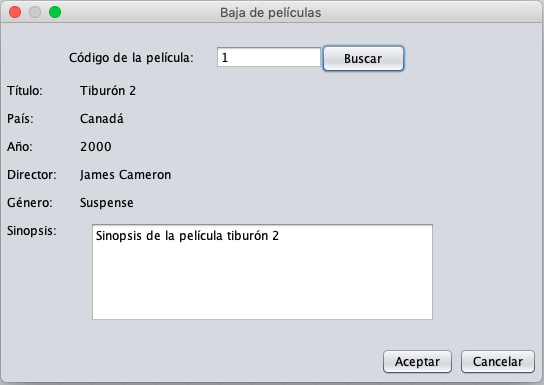 Baja de películas
Código de la película: 1 Buscar
Título: Tiburón 2
País: Canadá
Año: 2000
Director: James Cameron
Género: Suspense
Sinopsis: Sinopsis de la película tiburón 2
Aceptar Cancelar